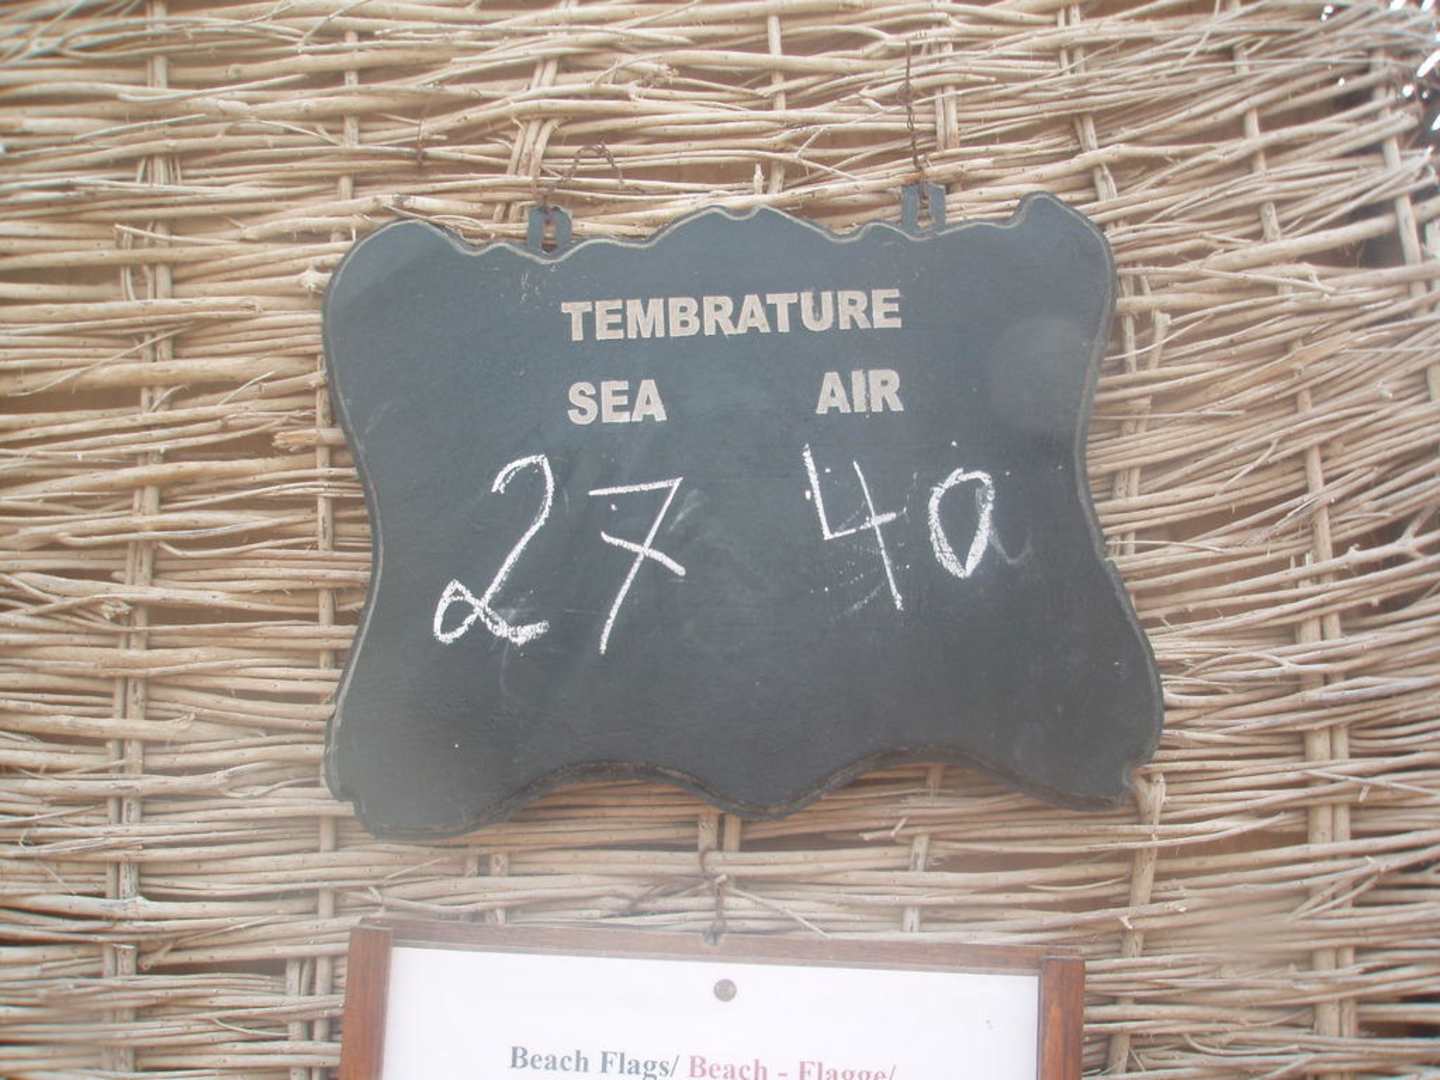 TEMBRATURE
SEA AIR
27 40
Beach Flags/ Beach - Flagge/